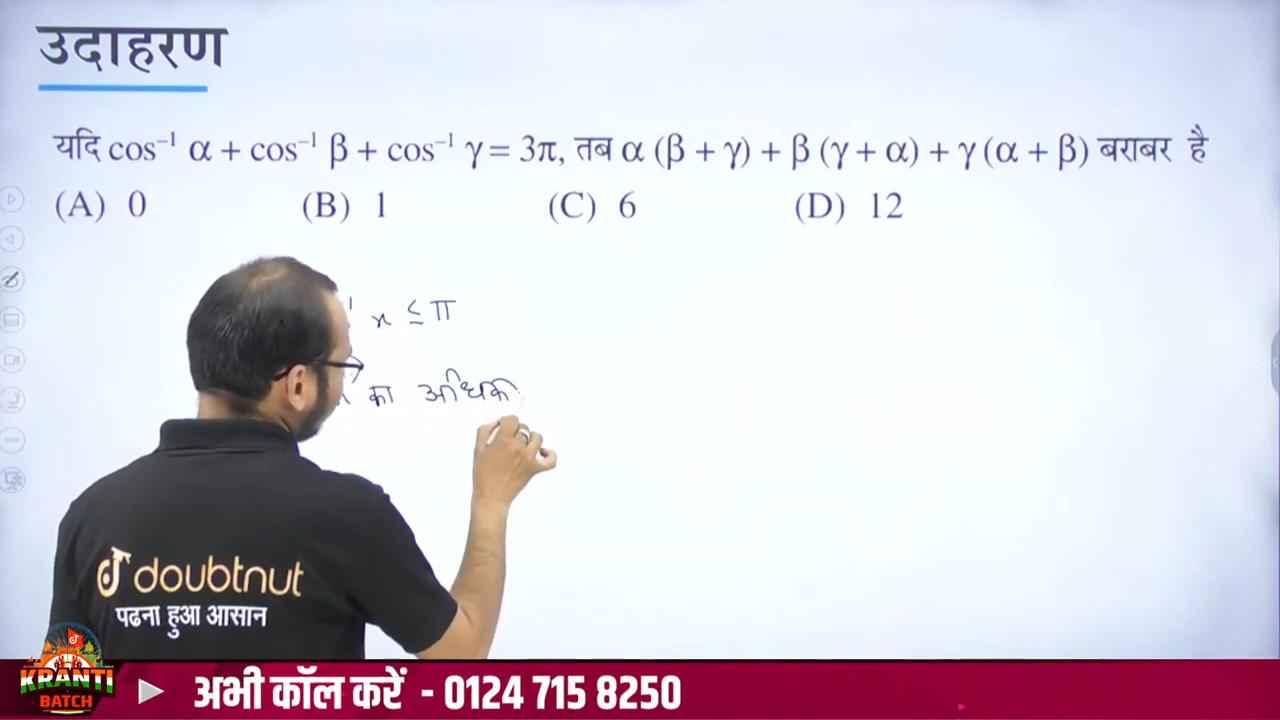 उदाहरण
यदि cos⁻¹ α + cos⁻¹ β + cos⁻¹ γ = 3π, तब α (β + γ) + β (γ + α) + γ (α + β) बराबर है
(A) 0 (B) 1 (C) 6 (D) 12
x ≤ π
का अधिक
doubtnut
पढना हुआ आसान
KRANTI
BATCH
अभी कॉल करें - 0124 715 8250